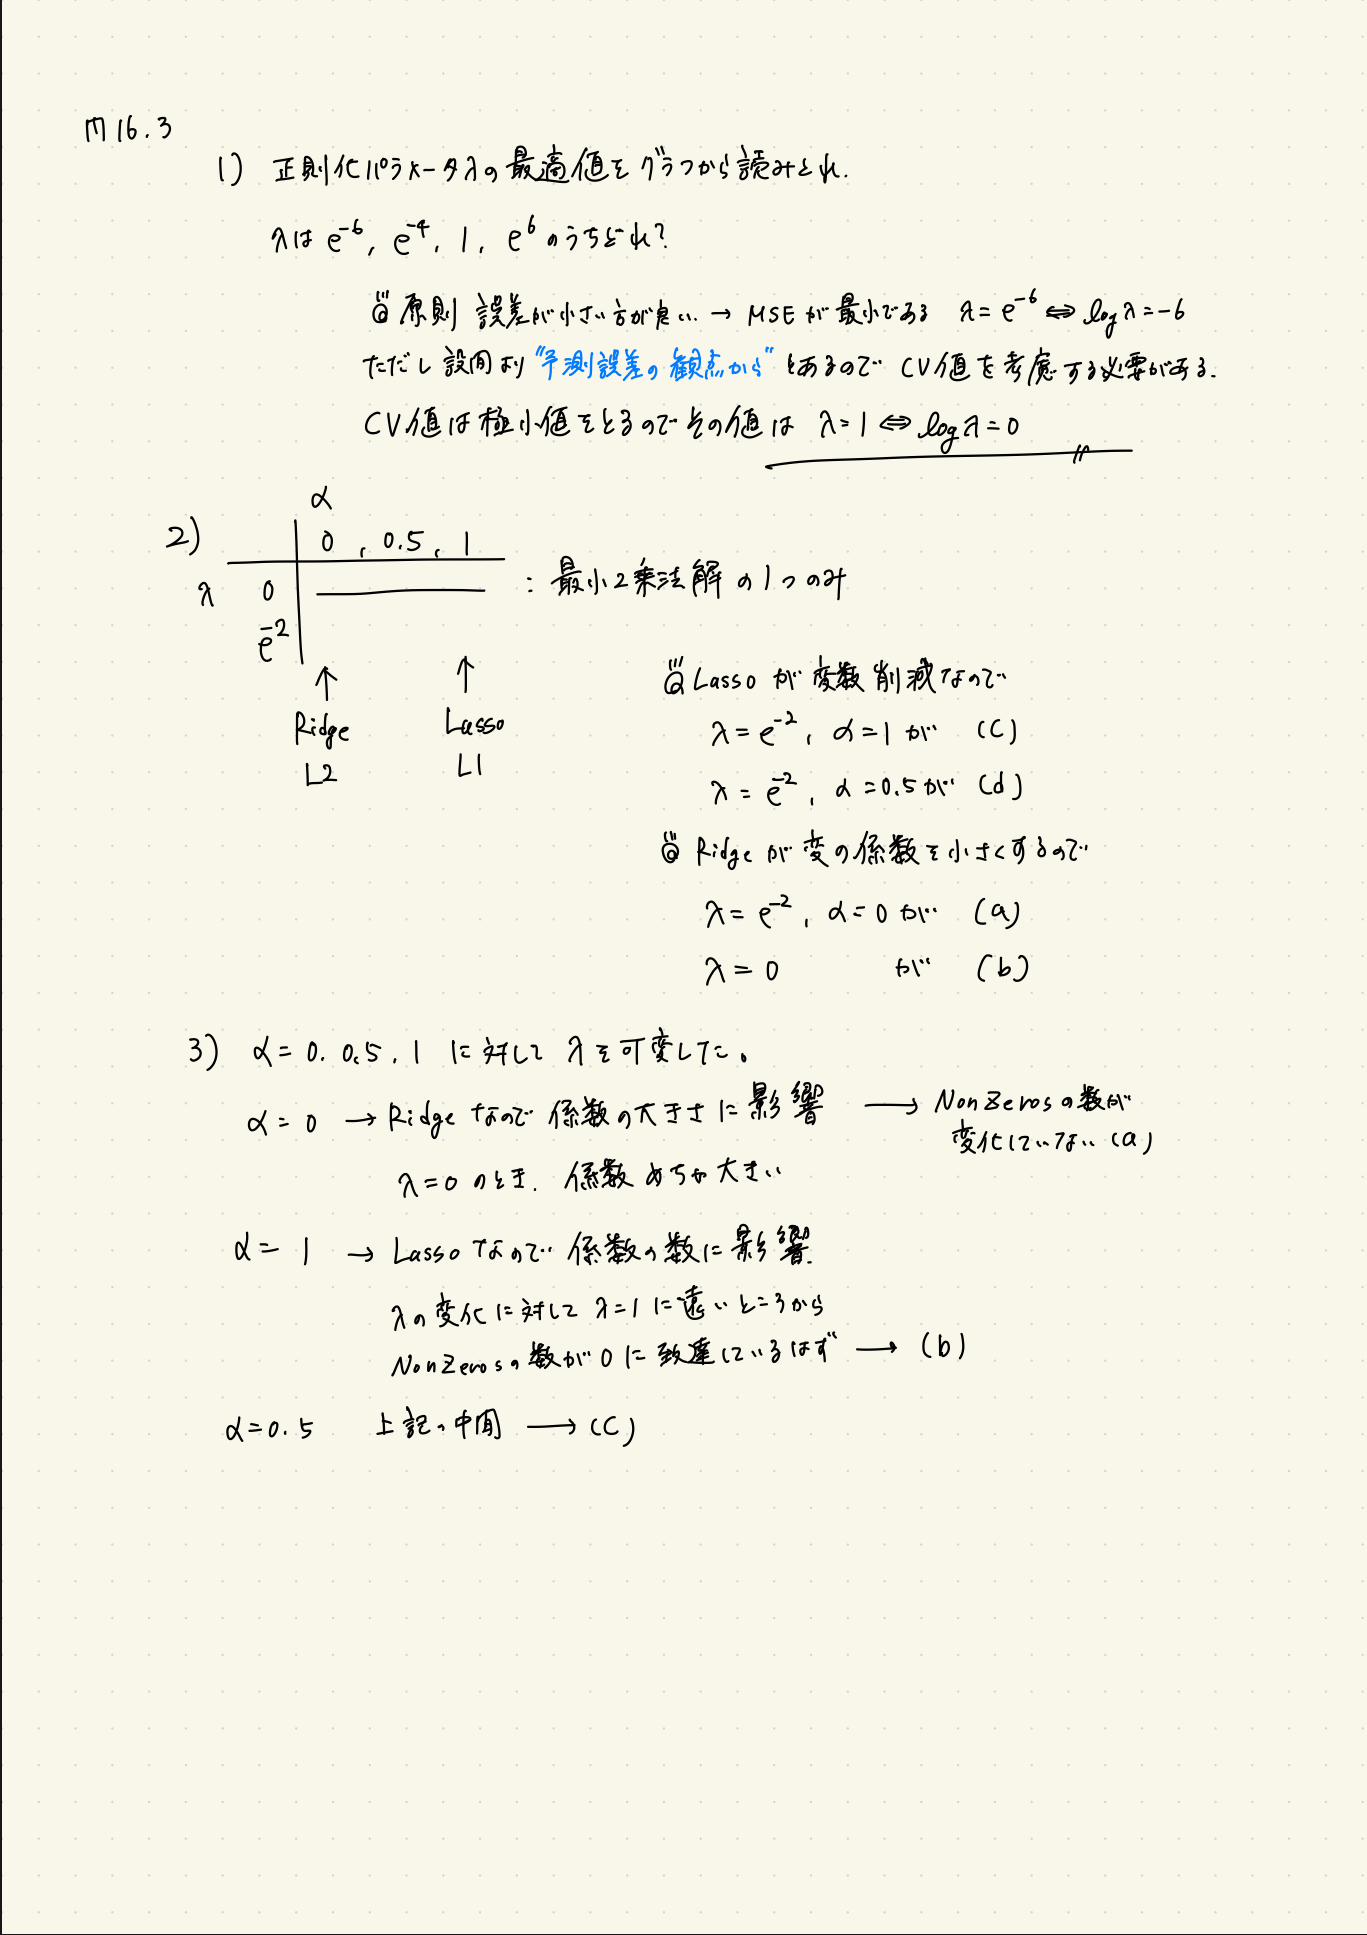 問16.3
1) 正則化パラメータλの最適値をグラフから読みとれ.
λは e^-6, e^-4, 1, e^6 のうちどれ?
原則 誤差が小さい方が良い. → MSEが最小である λ=e^-6 ⇔ log λ=-6
ただし設問より "予測誤差の観点から" とあるので CV値を考慮する必要がある.
CV値は極小値をとるのでその値は λ=1 ⇔ log λ=0
2)
α
0, 0.5, 1
λ 0 : 最小2乗法解の1つのみ
e^-2
↑ ↑
Ridge Lasso
L2 L1
Lassoが変数削減なので
λ=e^-2, α=1が (C)
λ=e^-2, α=0.5が (d)
Ridgeが変の係数を小さくするので
λ=e^-2, α=0が (a)
λ=0 が (b)
3) α=0. 0.5, 1 に対して λを可変した。
α=0 → Ridgeなので係数の大きさに影響 → NonZerosの数が
変化していない (a)
λ=0のとき. 係数めちゃ大きい
α=1 → Lassoなので係数の数に影響.
λの変化に対してλ=1に遠いところから
NonZerosの数が0に到達しているはず → (b)
α=0.5 上記の中間 → (C)